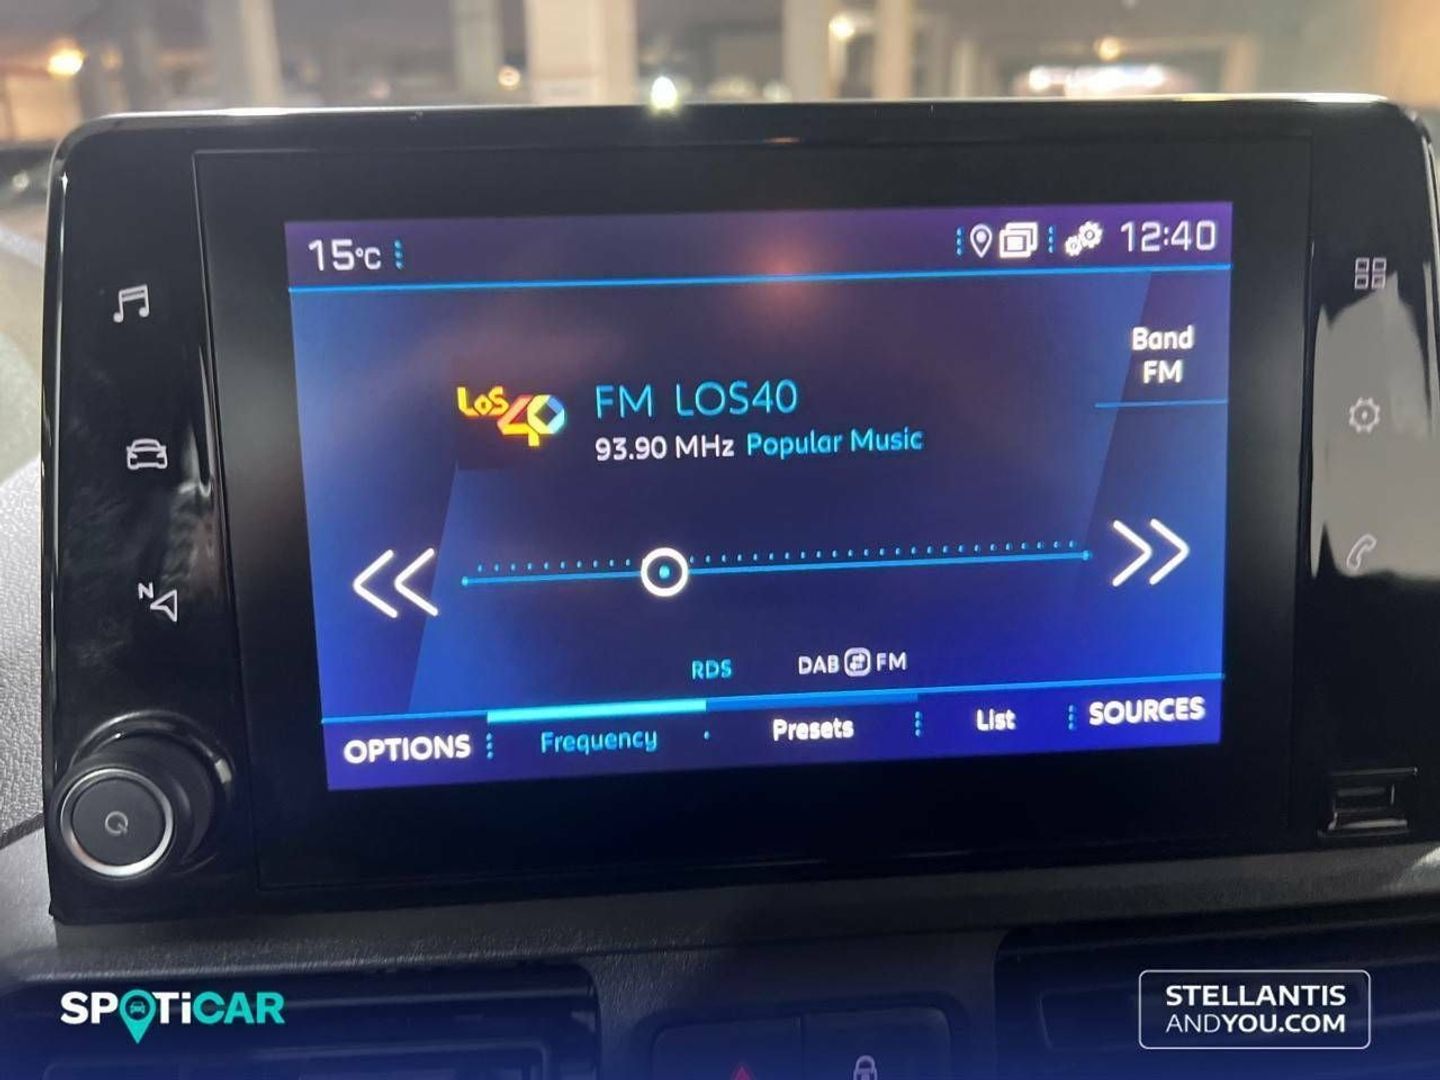 15°C 12:40
Band
FM
LOS40 FM LOS40
93.90 MHz Popular Music
N
RDS DAB FM
OPTIONS Frequency Presets List SOURCES
SPOTiCAR
STELLANTIS
ANDYOU.COM